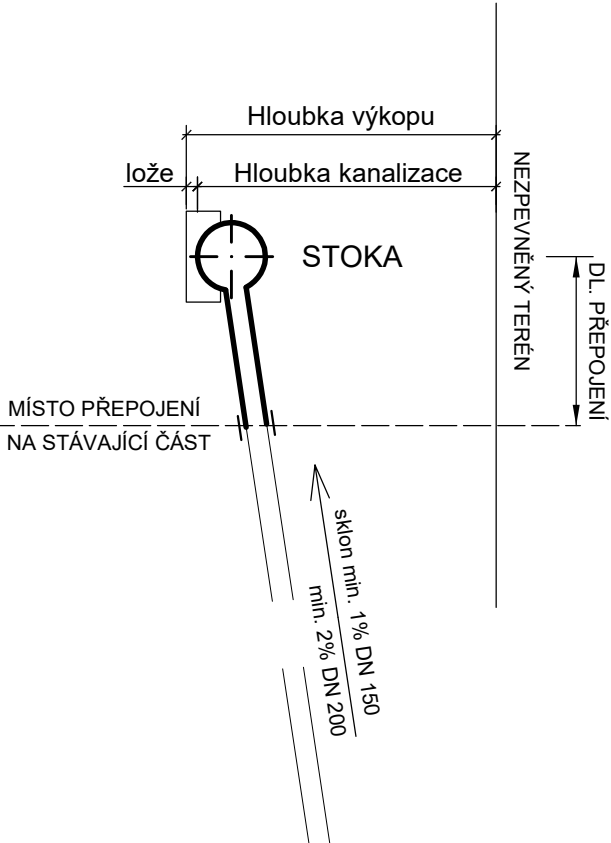 Hloubka výkopu
lože
Hloubka kanalizace
STOKA
NEZPEVNĚNÝ TERÉN
DL. PŘEPOJENÍ
MÍSTO PŘEPOJENÍ
NA STÁVAJÍCÍ ČÁST
sklon min. 1% DN 150
min. 2% DN 200